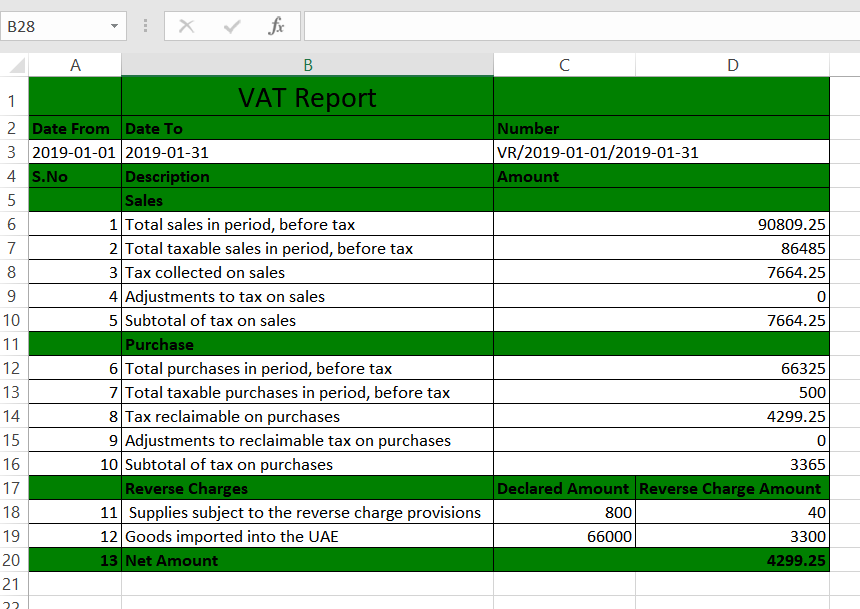 B28 fx
A B C D
1 VAT Report
2 Date From Date To Number
3 2019-01-01 2019-01-31 VR/2019-01-01/2019-01-31
4 S.No Description Amount
5 Sales
6 1 Total sales in period, before tax 90809.25
7 2 Total taxable sales in period, before tax 86485
8 3 Tax collected on sales 7664.25
9 4 Adjustments to tax on sales 0
10 5 Subtotal of tax on sales 7664.25
11 Purchase
12 6 Total purchases in period, before tax 66325
13 7 Total taxable purchases in period, before tax 500
14 8 Tax reclaimable on purchases 4299.25
15 9 Adjustments to reclaimable tax on purchases 0
16 10 Subtotal of tax on purchases 3365
17 Reverse Charges Declared Amount Reverse Charge Amount
18 11 Supplies subject to the reverse charge provisions 800 40
19 12 Goods imported into the UAE 66000 3300
20 13 Net Amount 4299.25
21
22